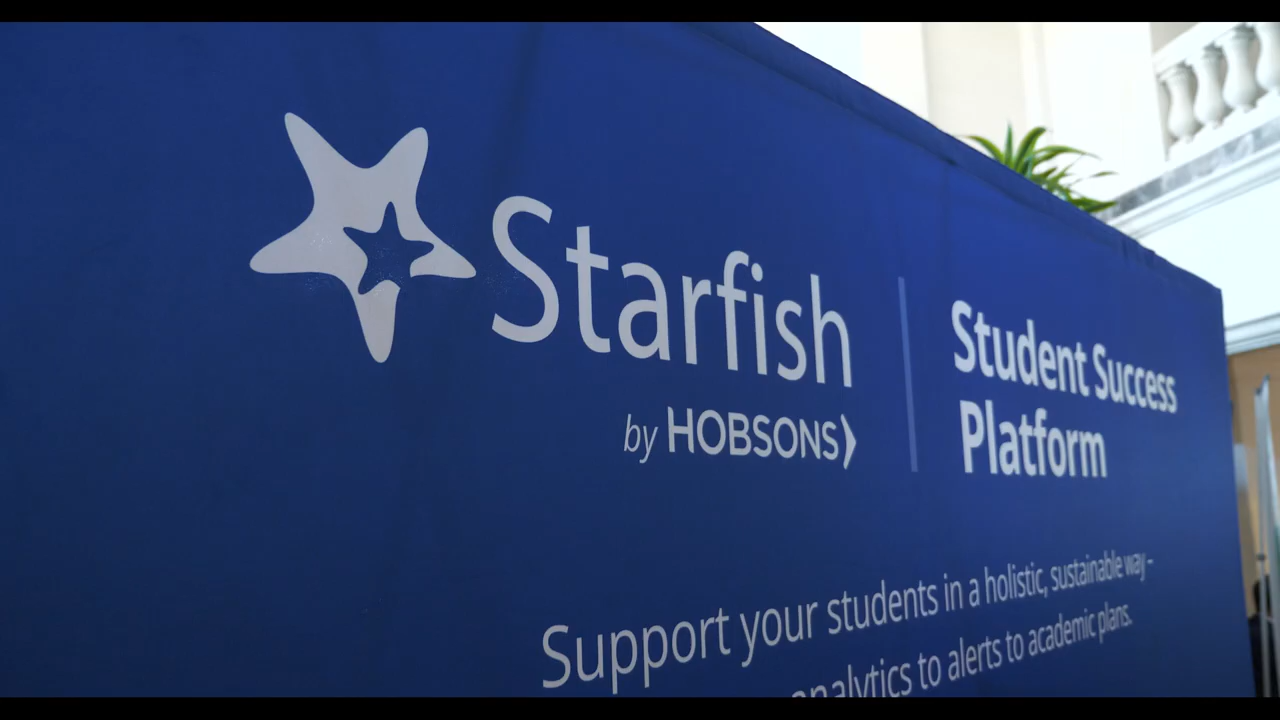 Starfish
by HOBSONS
Student Success
Platform
Support your students in a holistic, sustainable way –
analytics to alerts to academic plans.